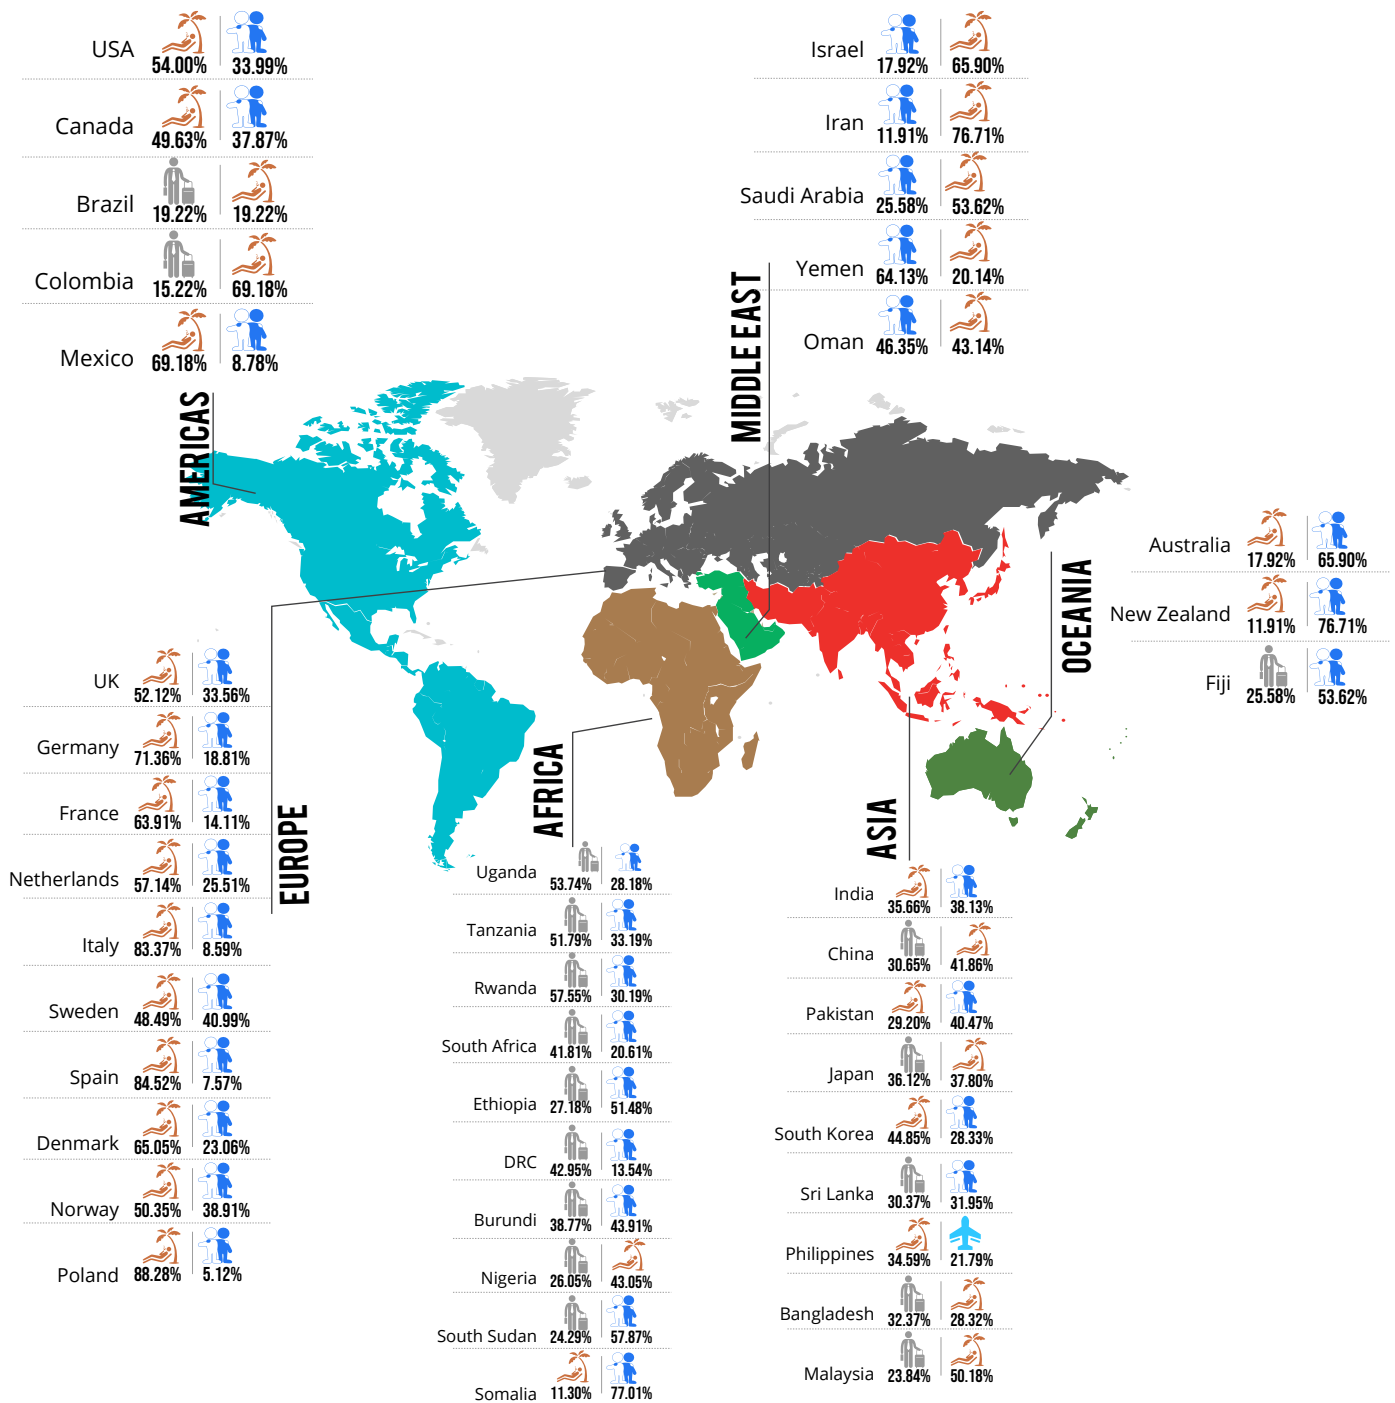 USA
54.00% 33.99%
Canada
49.63% 37.87%
Brazil
19.22% 19.22%
Colombia
15.22% 69.18%
Mexico
69.18% 8.78%
AMERICAS
Israel
17.92% 65.90%
Iran
11.91% 76.71%
Saudi Arabia
25.58% 53.62%
Yemen
64.13% 20.14%
Oman
46.35% 43.14%
MIDDLE EAST
Australia
17.92% 65.90%
New Zealand
11.91% 76.71%
Fiji
25.58% 53.62%
OCEANIA
UK
52.12% 33.56%
Germany
71.36% 18.81%
France
63.91% 14.11%
Netherlands
57.14% 25.51%
Italy
83.37% 8.59%
Sweden
48.49% 40.99%
Spain
84.52% 7.57%
Denmark
65.05% 23.06%
Norway
50.35% 38.91%
Poland
88.28% 5.12%
EUROPE
AFRICA
Uganda
53.74% 28.18%
Tanzania
51.79% 33.19%
Rwanda
57.55% 30.19%
South Africa
41.81% 20.61%
Ethiopia
27.18% 51.48%
DRC
42.95% 13.54%
Burundi
38.77% 43.91%
Nigeria
26.05% 43.05%
South Sudan
24.29% 57.87%
Somalia
11.30% 77.01%
ASIA
India
35.66% 38.13%
China
30.65% 41.86%
Pakistan
29.20% 40.47%
Japan
36.12% 37.80%
South Korea
44.85% 28.33%
Sri Lanka
30.37% 31.95%
Philippines
34.59% 21.79%
Bangladesh
32.37% 28.32%
Malaysia
23.84% 50.18%